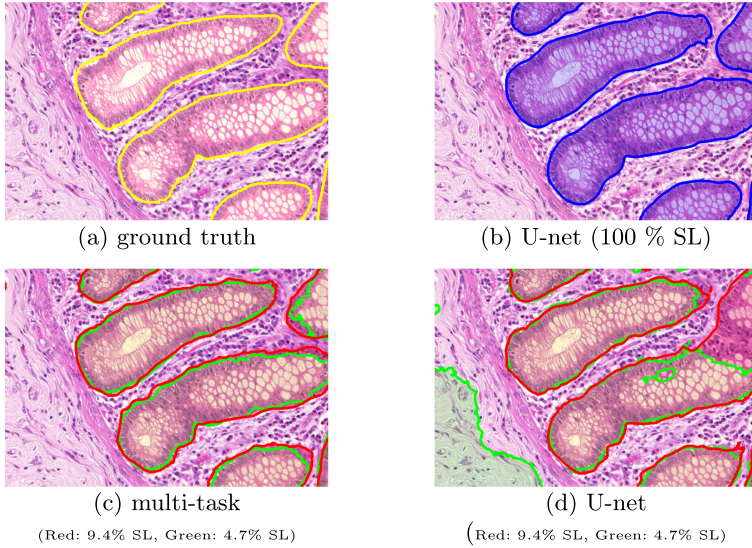 (a) ground truth
(b) U-net (100 % SL)
(c) multi-task
(Red: 9.4% SL, Green: 4.7% SL)
(d) U-net
(Red: 9.4% SL, Green: 4.7% SL)